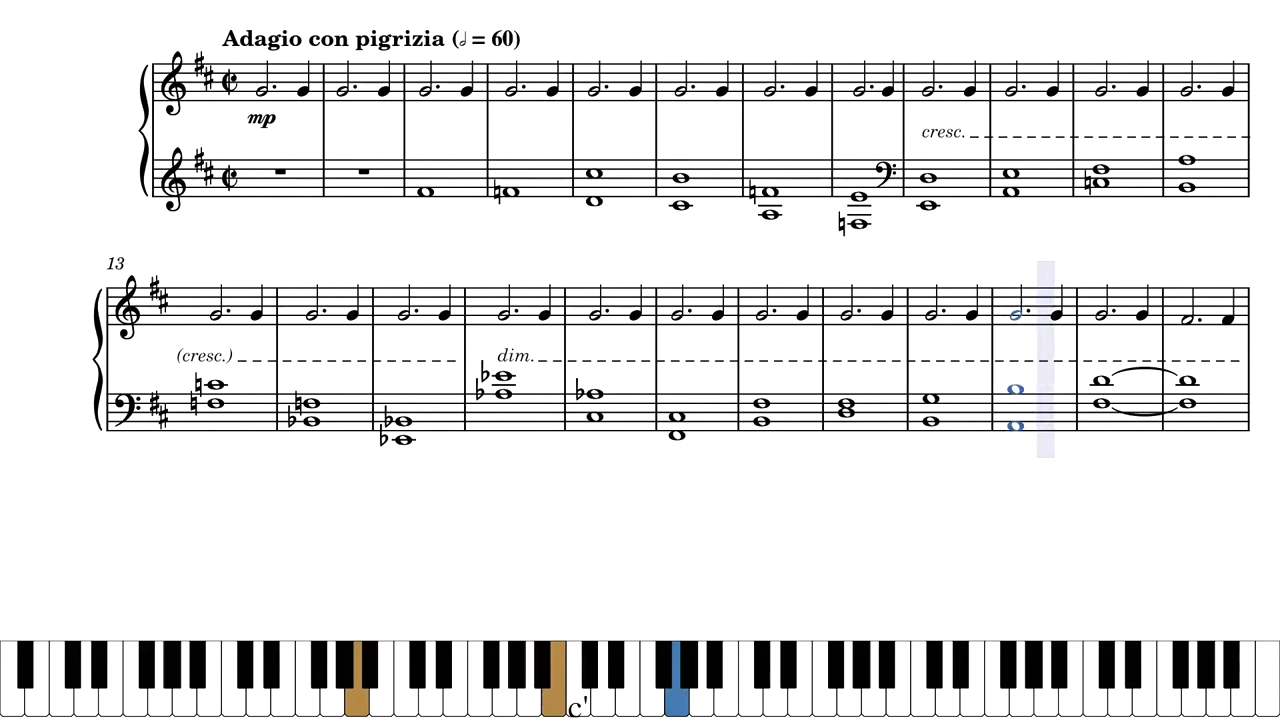 Adagio con pigrizia (𝅗𝅥 = 60)
mp
cresc.
13
(cresc.)
dim.
c'